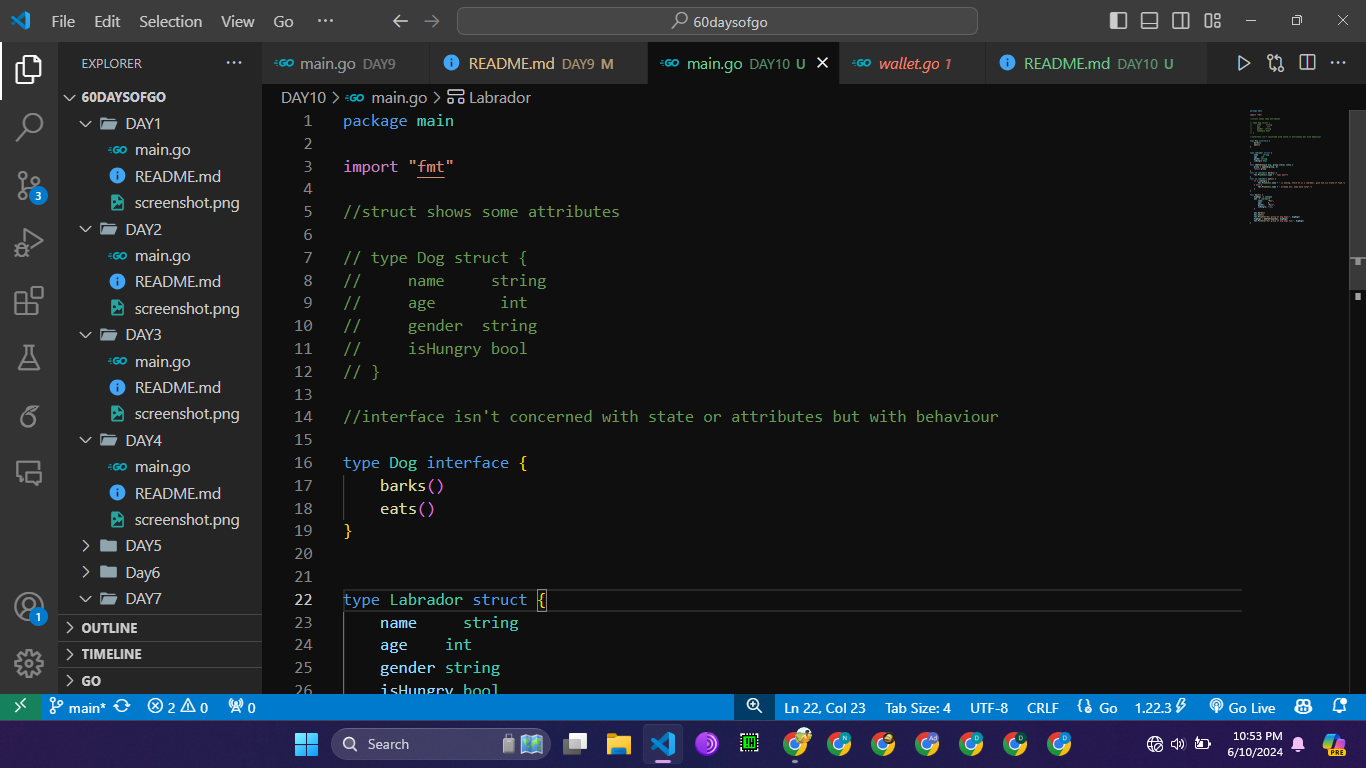 File Edit Selection View Go ··· 60daysofgo
EXPLORER ···
main.go DAY9 README.md DAY9 M main.go DAY10 U wallet.go 1 README.md DAY10 U
60DAYSOFGO
DAY1
main.go
README.md
screenshot.png
DAY2
main.go
README.md
screenshot.png
DAY3
main.go
README.md
screenshot.png
DAY4
main.go
README.md
screenshot.png
DAY5
Day6
DAY7
OUTLINE
TIMELINE
GO
3
1
DAY10 > main.go > Labrador
1 package main
2
3 import "fmt"
4
5 //struct shows some attributes
6
7 // type Dog struct {
8 // name string
9 // age int
10 // gender string
11 // isHungry bool
12 // }
13
14 //interface isn't concerned with state or attributes but with behaviour
15
16 type Dog interface {
17 barks()
18 eats()
19 }
20
21
22 type Labrador struct {
23 name string
24 age int
25 gender string
26 isHungry bool
main* 2 0 0 Ln 22, Col 23 Tab Size: 4 UTF-8 CRLF Go 1.22.3 Go Live
Search
10:53 PM
6/10/2024
PRE